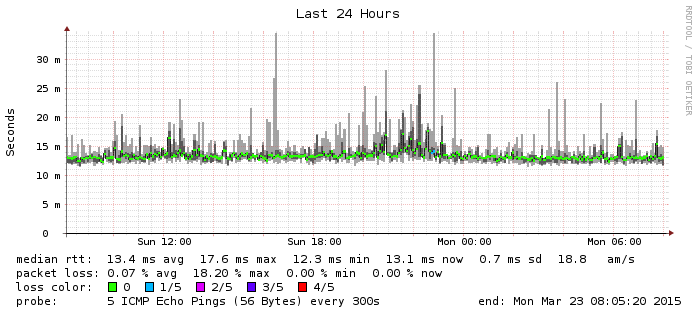 Last 24 Hours
RRDTOOL / TOBI OETIKER
Seconds
30 m
25 m
20 m
15 m
10 m
5 m
0
Sun 12:00 Sun 18:00 Mon 00:00 Mon 06:00
median rtt: 13.4 ms avg 17.6 ms max 12.3 ms min 13.1 ms now 0.7 ms sd 18.8 am/s
packet loss: 0.07 % avg 18.20 % max 0.00 % min 0.00 % now
loss color: 0 1/5 2/5 3/5 4/5
probe: 5 ICMP Echo Pings (56 Bytes) every 300s end: Mon Mar 23 08:05:20 2015